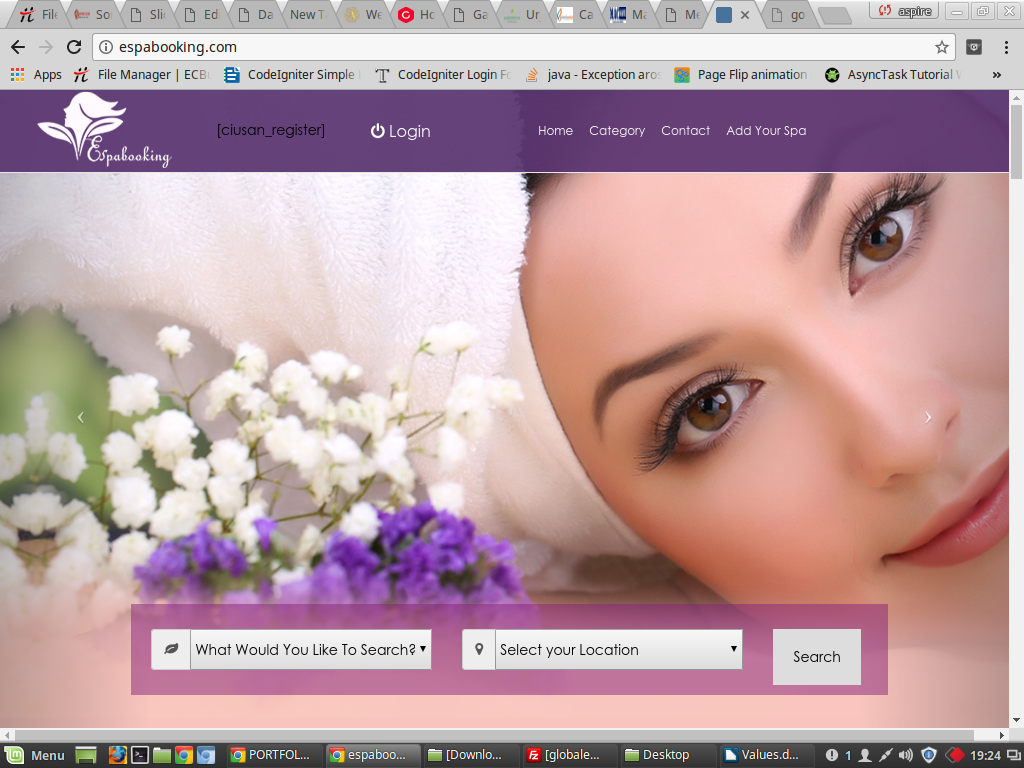 File
So
Sli
Edi
Da
New T
We
Ho
Ga
Ur
Ca
Ma
Me
go
aspire
espabooking.com
Apps
File Manager | ECB
CodeIgniter Simple
CodeIgniter Login Fo
java - Exception aros
Page Flip animation
AsyncTask Tutorial
»
Espabooking
[ciusan_register]
Login
Home
Category
Contact
Add Your Spa
What Would You Like To Search?
Select your Location
Search
Menu
PORTFOL...
espaboo...
[Downlo...
[globale...
Desktop
Values.d...
1
19:24